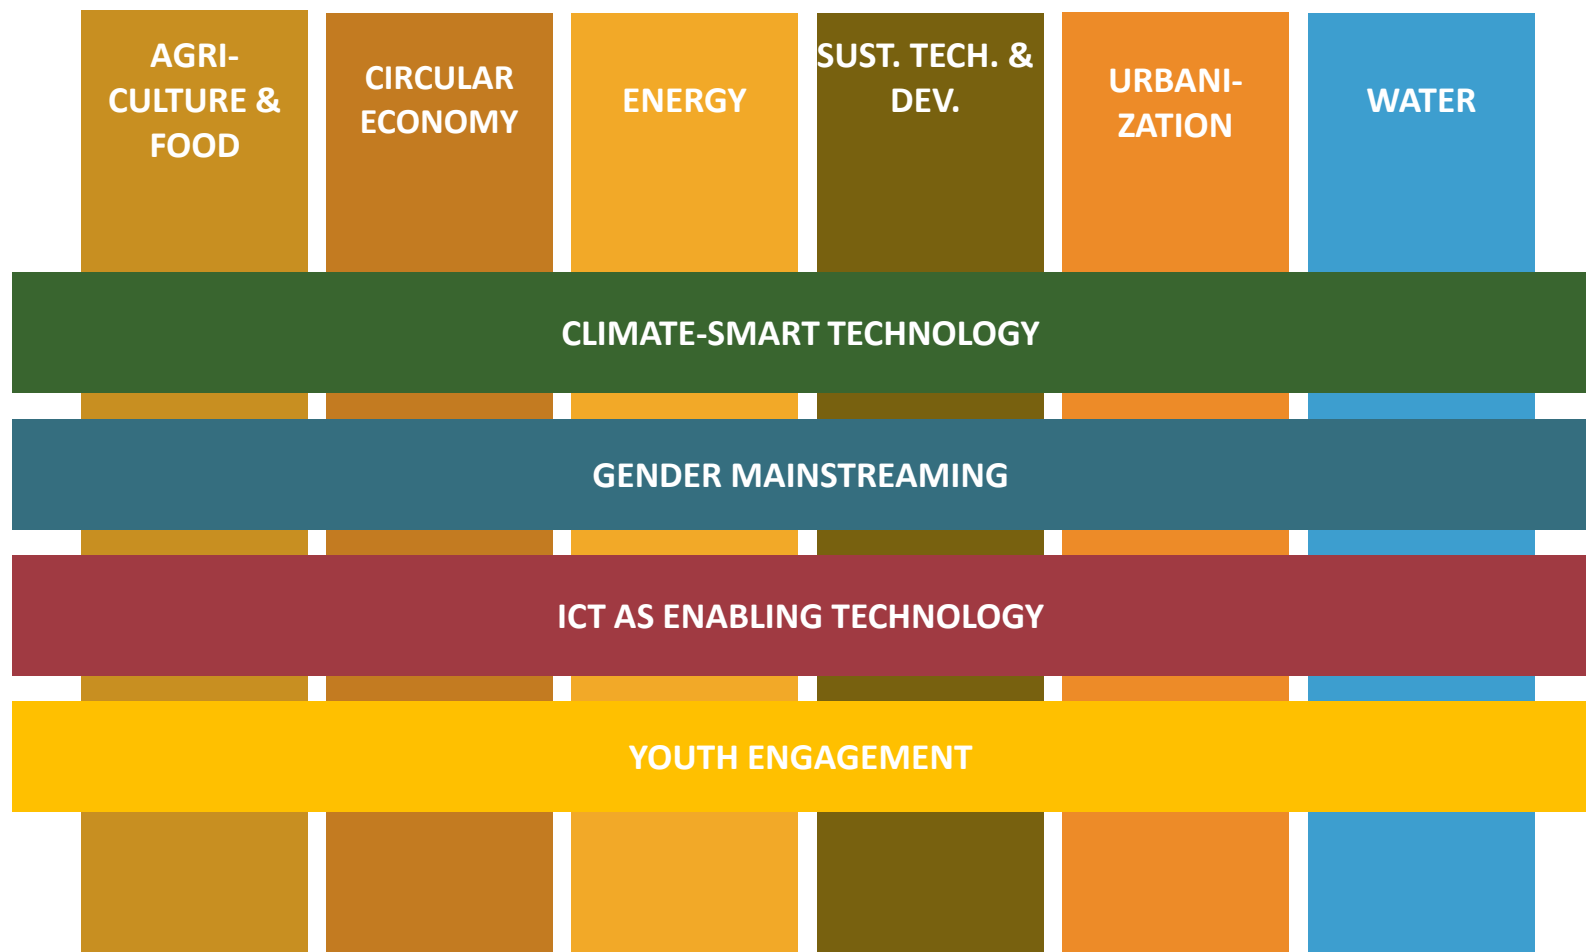 AGRI-
CULTURE &
FOOD
CIRCULAR
ECONOMY
ENERGY
SUST. TECH. &
DEV.
URBANI-
ZATION
WATER
CLIMATE-SMART TECHNOLOGY
GENDER MAINSTREAMING
ICT AS ENABLING TECHNOLOGY
YOUTH ENGAGEMENT